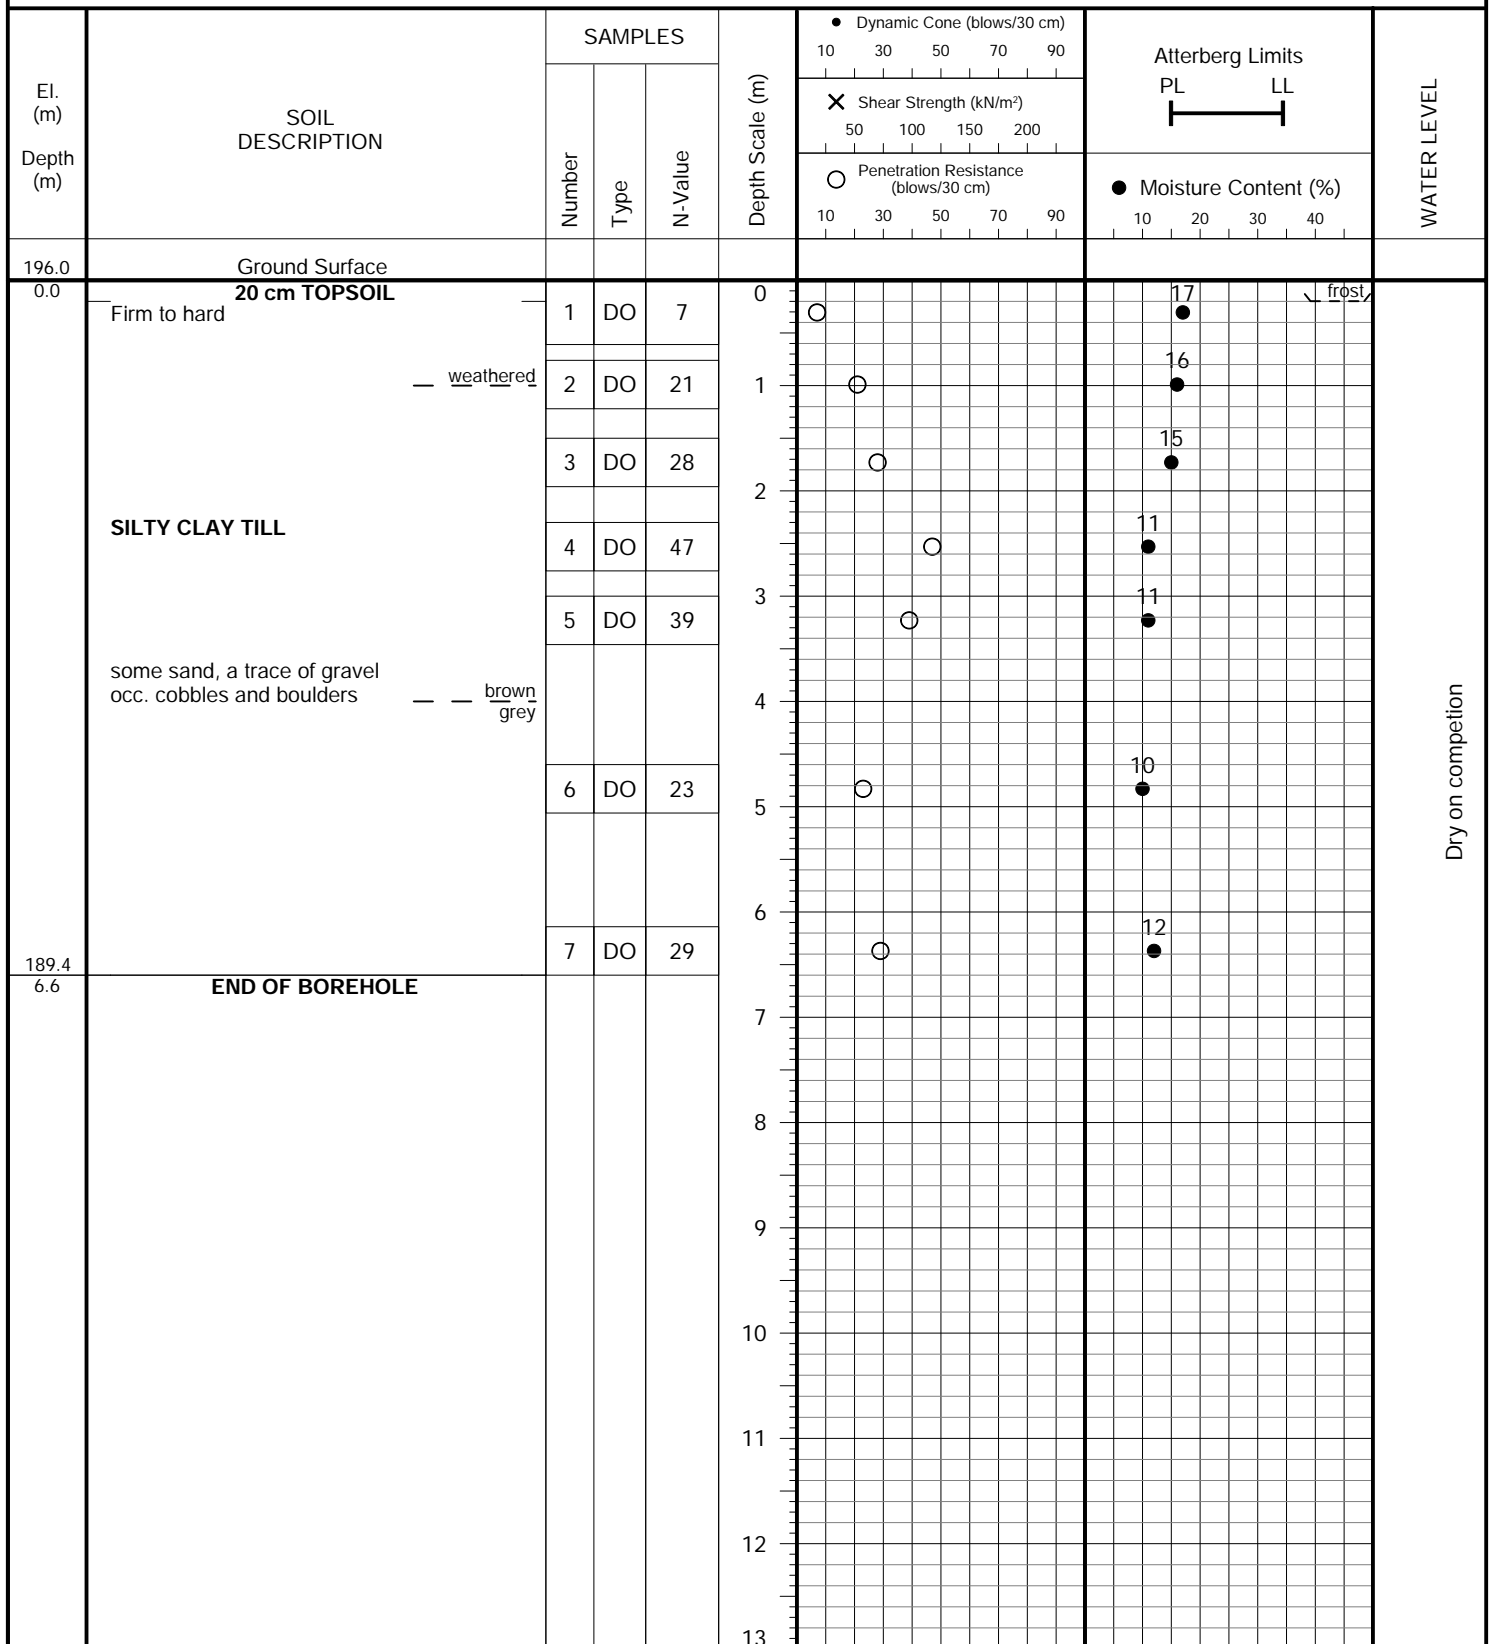 El.
(m)
Depth
(m)
SOIL
DESCRIPTION
SAMPLES
Number
Type
N-Value
Depth Scale (m)
Dynamic Cone (blows/30 cm)
10 30 50 70 90
Shear Strength (kN/m²)
50 100 150 200
Penetration Resistance
(blows/30 cm)
10 30 50 70 90
Atterberg Limits
PL LL
Moisture Content (%)
10 20 30 40
WATER LEVEL
196.0 Ground Surface
0.0 20 cm TOPSOIL 0 17 frost
Firm to hard 1 DO 7
16
weathered 2 DO 21 1
15
3 DO 28
2
SILTY CLAY TILL 11
4 DO 47
3 11
5 DO 39
some sand, a trace of gravel
occ. cobbles and boulders brown 4
grey
Dry on competion
10
6 DO 23
5
6
12
7 DO 29
189.4
6.6 END OF BOREHOLE
7
8
9
10
11
12
13